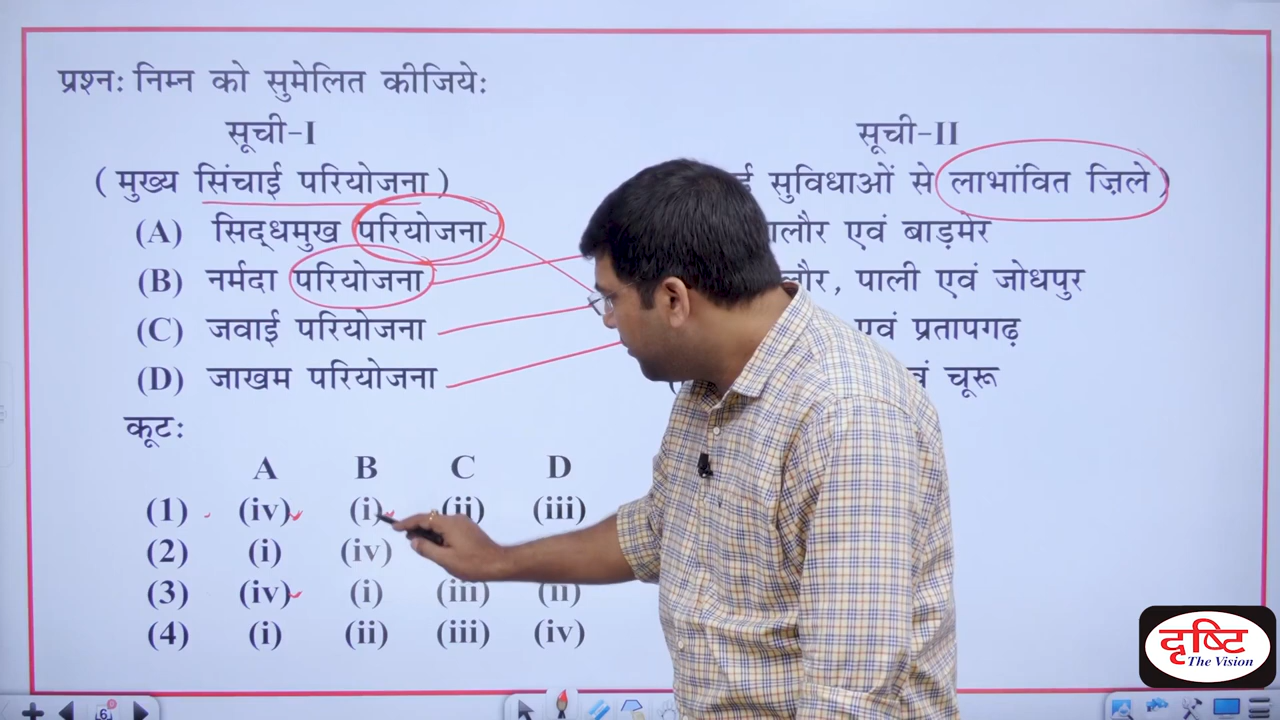 प्रश्नः निम्न को सुमेलित कीजियेः
सूची-I सूची-II
(मुख्य सिंचाई परियोजना) सुविधाओं से लाभांवित ज़िले)
(A) सिद्धमुख परियोजना एवं बाड़मेर
(B) नर्मदा परियोजना पाली एवं जोधपुर
(C) जवाई परियोजना एवं प्रतापगढ़
(D) जाखम परियोजना चूरू
कूटः
A B C D
(1) (iv) (i) (ii) (iii)
(2) (i) (iv)
(3) (iv) (i) (iii) (ii)
(4) (i) (ii) (iii) (iv)
6
दृष्टि
The Vision